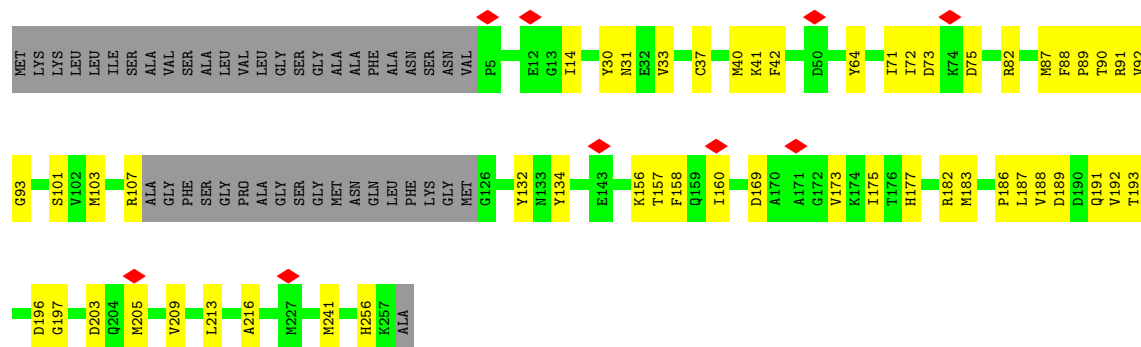 MET LYS LYS LEU LEU ILE SER ALA VAL SER ALA LEU VAL LEU GLY SER GLY ALA ALA PHE ALA ASN SER ASN VAL P5 E12 G13 I14 Y30 N31 E32 V33 C37 M40 K41 F42 D50 Y64 I71 I72 D73 K74 D75 R82 M87 F88 P89 T90 R91 V92
G93 S101 V102 M103 R107 ALA GLY PHE SER GLY PRO ALA GLY SER GLY MET ASN GLN LEU PHE LYS GLY MET G126 Y132 N133 Y134 E143 K156 T157 F158 Q159 I160 D169 A170 A171 G172 V173 K174 I175 T176 H177 R182 M183 P186 L187 V188 D189 D190 Q191 V192 T193
D196 G197 D203 Q204 M205 V209 L213 A216 M227 M241 H256 K257 ALA